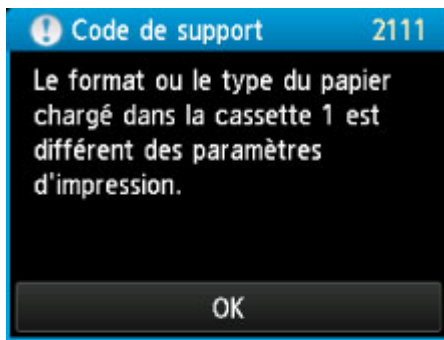 Code de support 2111
Le format ou le type du papier
chargé dans la cassette 1 est
différent des paramètres
d'impression.
OK